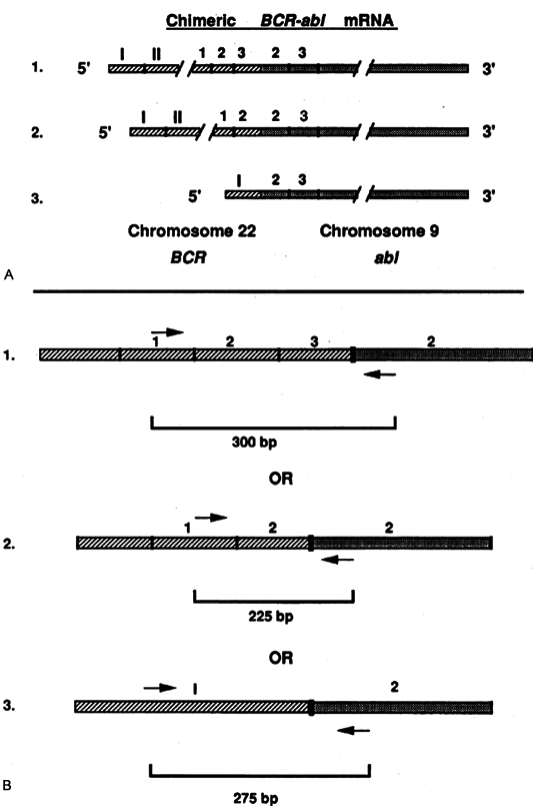 Chimeric BCR-abl mRNA
I II 1 2 3 2 3
1. 5' 3'
I II 1 2 2 3
2. 5' 3'
I 2 3
3. 5' 3'
Chromosome 22 Chromosome 9
BCR abl
A
1 2 3 2
1.
300 bp
OR
1 2 2
2.
225 bp
OR
I 2
3.
B
275 bp